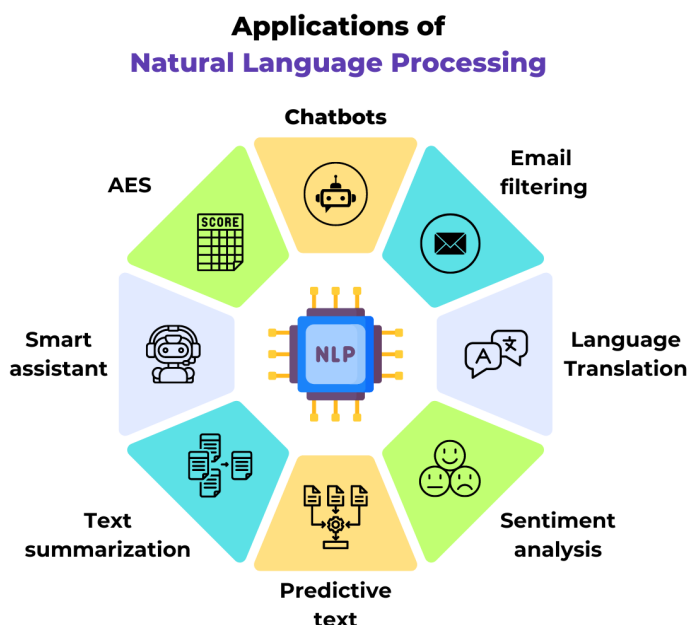 Applications of
Natural Language Processing
Chatbots
Email
filtering
AES
SCORE
Smart
assistant
NLP
A
文
Language
Translation
Text
summarization
Sentiment
analysis
Predictive
text